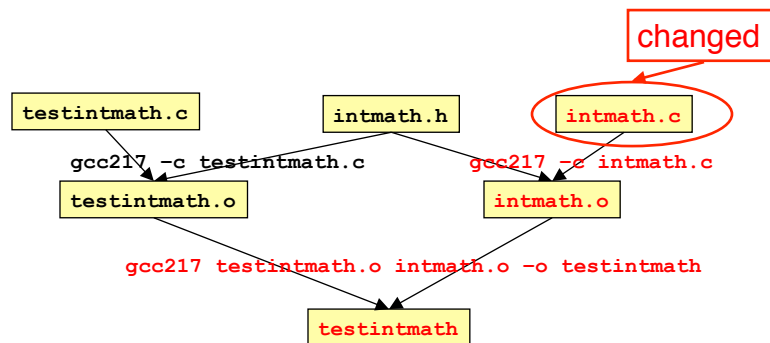 changed
testintmath.c
intmath.h
intmath.c
gcc217 –c testintmath.c
gcc217 –c intmath.c
testintmath.o
intmath.o
gcc217 testintmath.o intmath.o –o testintmath
testintmath